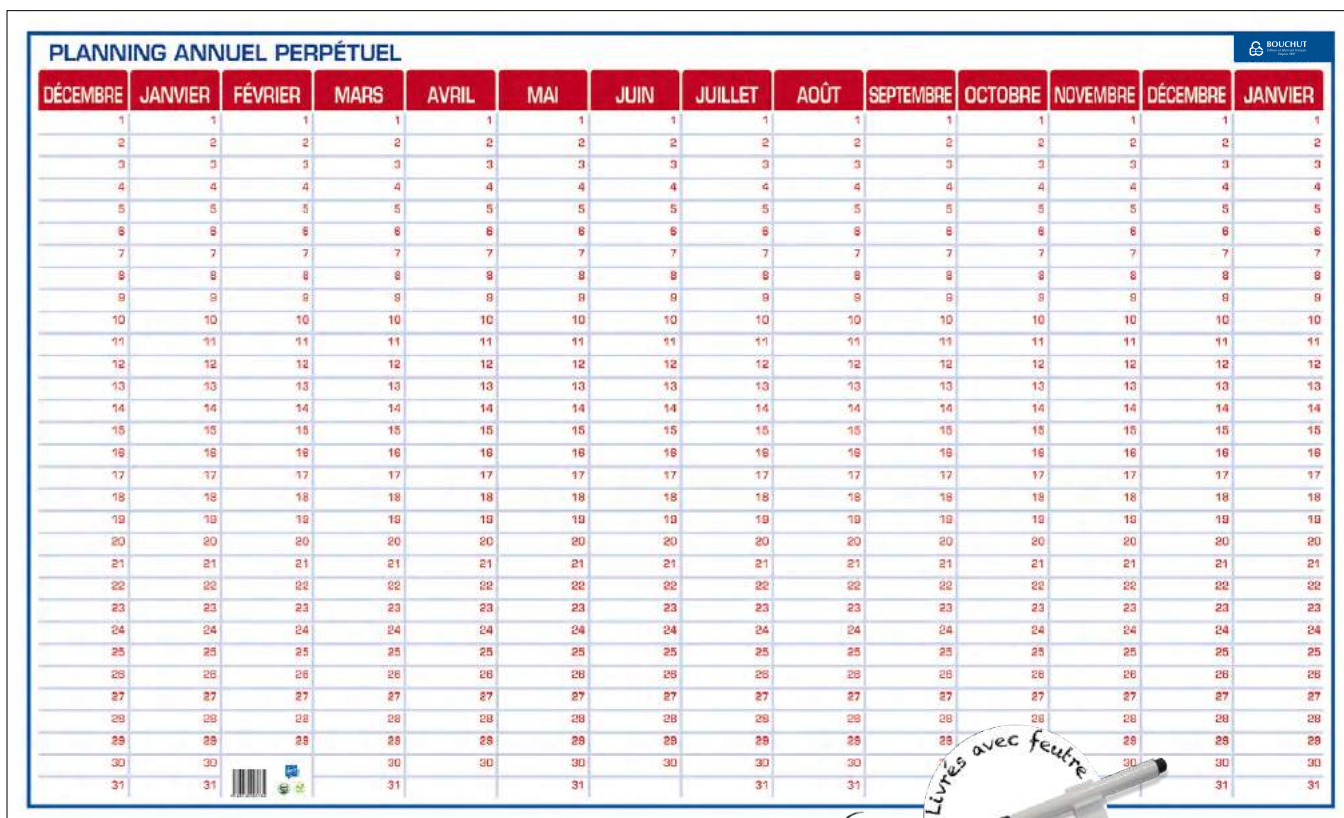 PLANNING ANNUEL PERPÉTUEL
BOUCHUT
DÉCEMBRE JANVIER FÉVRIER MARS AVRIL MAI JUIN JUILLET AOÛT SEPTEMBRE OCTOBRE NOVEMBRE DÉCEMBRE JANVIER
1 1 1 1 1 1 1 1 1 1 1 1 1 1
2 2 2 2 2 2 2 2 2 2 2 2 2 2
3 3 3 3 3 3 3 3 3 3 3 3 3 3
4 4 4 4 4 4 4 4 4 4 4 4 4 4
5 5 5 5 5 5 5 5 5 5 5 5 5 5
6 6 6 6 6 6 6 6 6 6 6 6 6 6
7 7 7 7 7 7 7 7 7 7 7 7 7 7
8 8 8 8 8 8 8 8 8 8 8 8 8 8
9 9 9 9 9 9 9 9 9 9 9 9 9 9
10 10 10 10 10 10 10 10 10 10 10 10 10 10
11 11 11 11 11 11 11 11 11 11 11 11 11 11
12 12 12 12 12 12 12 12 12 12 12 12 12 12
13 13 13 13 13 13 13 13 13 13 13 13 13 13
14 14 14 14 14 14 14 14 14 14 14 14 14 14
15 15 15 15 15 15 15 15 15 15 15 15 15 15
16 16 16 16 16 16 16 16 16 16 16 16 16 16
17 17 17 17 17 17 17 17 17 17 17 17 17 17
18 18 18 18 18 18 18 18 18 18 18 18 18 18
19 19 19 19 19 19 19 19 19 19 19 19 19 19
20 20 20 20 20 20 20 20 20 20 20 20 20 20
21 21 21 21 21 21 21 21 21 21 21 21 21 21
22 22 22 22 22 22 22 22 22 22 22 22 22 22
23 23 23 23 23 23 23 23 23 23 23 23 23 23
24 24 24 24 24 24 24 24 24 24 24 24 24 24
25 25 25 25 25 25 25 25 25 25 25 25 25 25
26 26 26 26 26 26 26 26 26 26 26 26 26 26
27 27 27 27 27 27 27 27 27 27 27 27 27 27
28 28 28 28 28 28 28 28 28 28 28 28 28 28
29 29 29 29 29 29 29 29 29 29 29 29 29
30 30 30 30 30 30 30 30 30 30 30
31 31 31 31 31 31 31 31
Livrés avec feutre